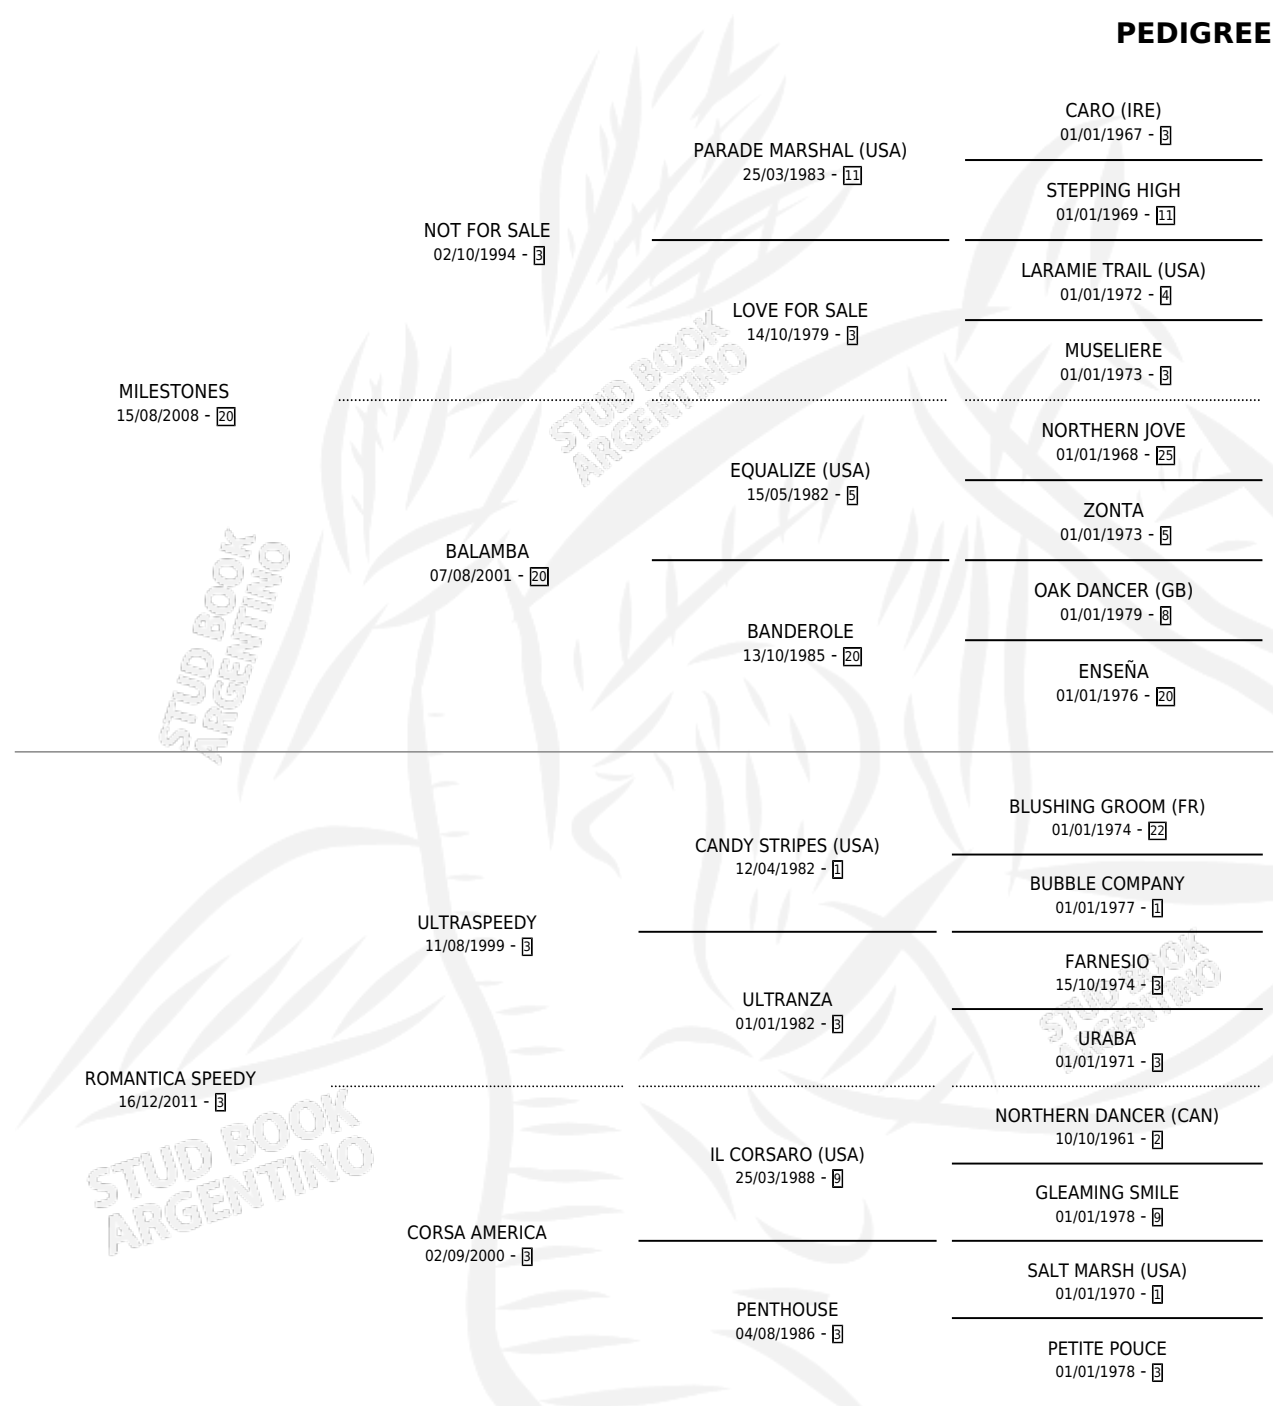 PEDIGREE
CARO (IRE)
01/01/1967 - 3
PARADE MARSHAL (USA)
25/03/1983 - 11
STEPPING HIGH
01/01/1969 - 11
NOT FOR SALE
02/10/1994 - 3
LARAMIE TRAIL (USA)
01/01/1972 - 4
LOVE FOR SALE
14/10/1979 - 3
MUSELIERE
01/01/1973 - 3
MILESTONES
15/08/2008 - 20
STUD BOOK
ARGENTINO
NORTHERN JOVE
01/01/1968 - 25
EQUALIZE (USA)
15/05/1982 - 5
ZONTA
01/01/1973 - 5
BALAMBA
07/08/2001 - 20
OAK DANCER (GB)
01/01/1979 - 8
BANDEROLE
13/10/1985 - 20
ENSEÑA
01/01/1976 - 20
STUD BOOK
ARGENTINO
BLUSHING GROOM (FR)
01/01/1974 - 22
CANDY STRIPES (USA)
12/04/1982 - 1
BUBBLE COMPANY
01/01/1977 - 1
ULTRASPEEDY
11/08/1999 - 3
FARNESIO
15/10/1974 - 3
ULTRANZA
01/01/1982 - 3
URABA
01/01/1971 - 3
STUD BOOK
ARGENTINO
ROMANTICA SPEEDY
16/12/2011 - 3
NORTHERN DANCER (CAN)
10/10/1961 - 2
IL CORSARO (USA)
25/03/1988 - 9
GLEAMING SMILE
01/01/1978 - 9
STUD BOOK
ARGENTINO
CORSA AMERICA
02/09/2000 - 3
SALT MARSH (USA)
01/01/1970 - 1
PENTHOUSE
04/08/1986 - 3
PETITE POUCE
01/01/1978 - 3